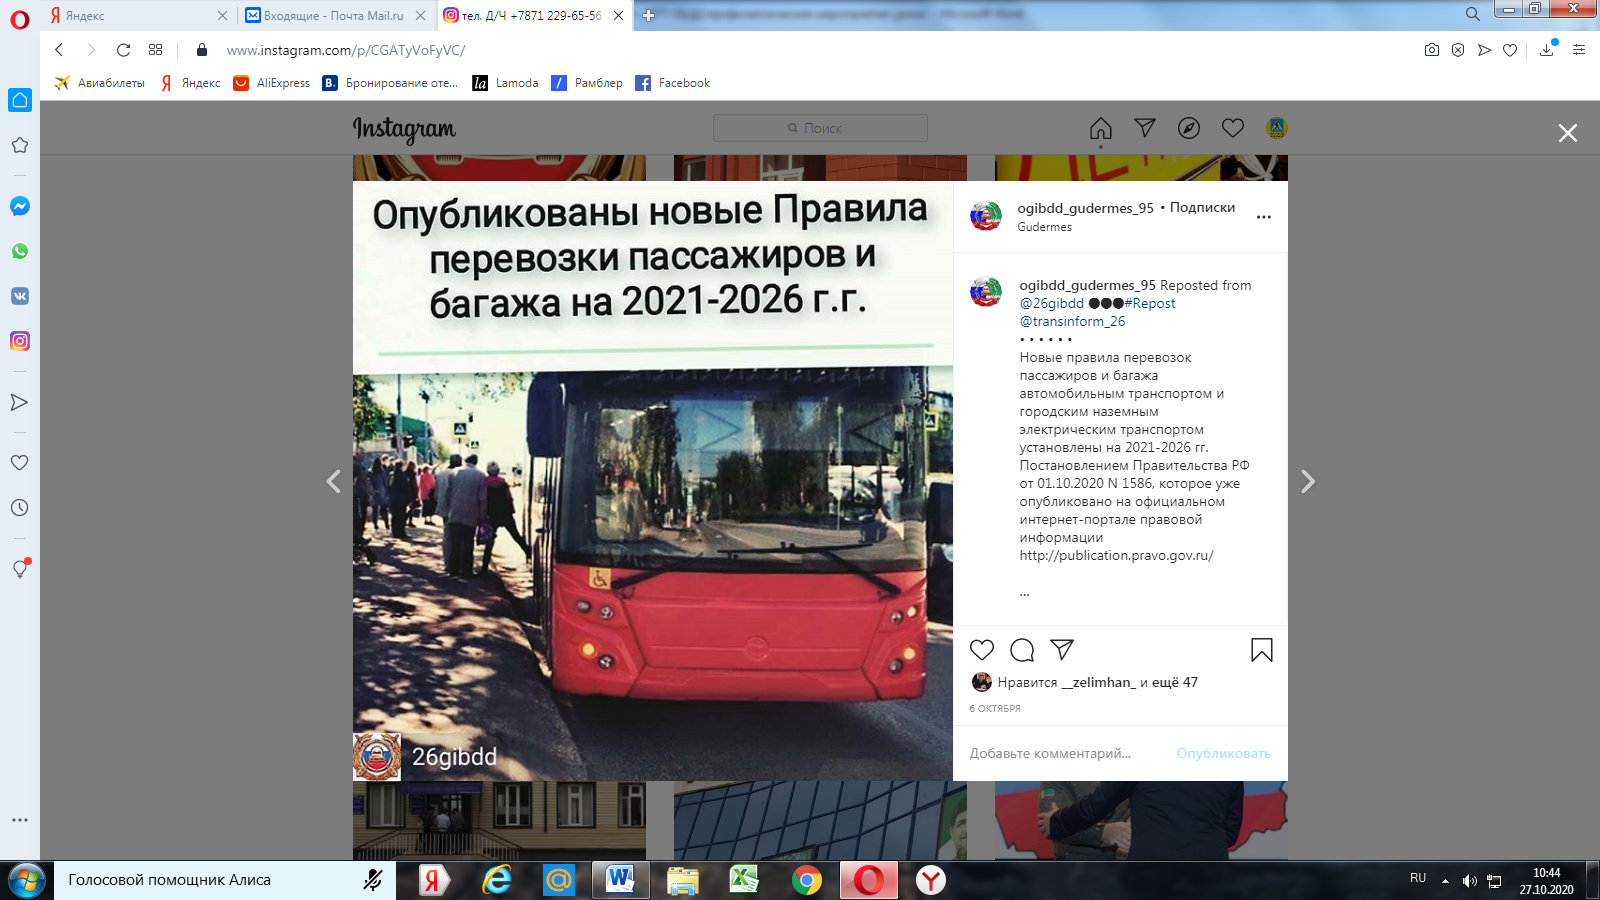 Яндекс
Входящие - Почта Mail.ru
тел. Д/Ч +7871 229-65-56
www.instagram.com/p/CGATyVoFyVC/
Авиабилеты
Яндекс
AliExpress
Бронирование оте...
Lamoda
Рамблер
Facebook
Instagram
Поиск
Опубликованы новые Правила
перевозки пассажиров и
багажа на 2021-2026 г.г.
26gibdd
ogibdd_gudermes_95 • Подписки
Gudermes
ogibdd_gudermes_95 Reposted from
@26gibdd ●●●#Repost
@transinform_26
• • • • • •
Новые правила перевозок
пассажиров и багажа
автомобильным транспортом и
городским наземным
электрическим транспортом
установлены на 2021-2026 гг.
Постановлением Правительства РФ
от 01.10.2020 N 1586, которое уже
опубликовано на официальном
интернет-портале правовой
информации
http://publication.pravo.gov.ru/
...
Нравится __zelimhan_ и ещё 47
6 ОКТЯБРЯ
Добавьте комментарий...
Опубликовать
Голосовой помощник Алиса
RU
10:44
27.10.2020